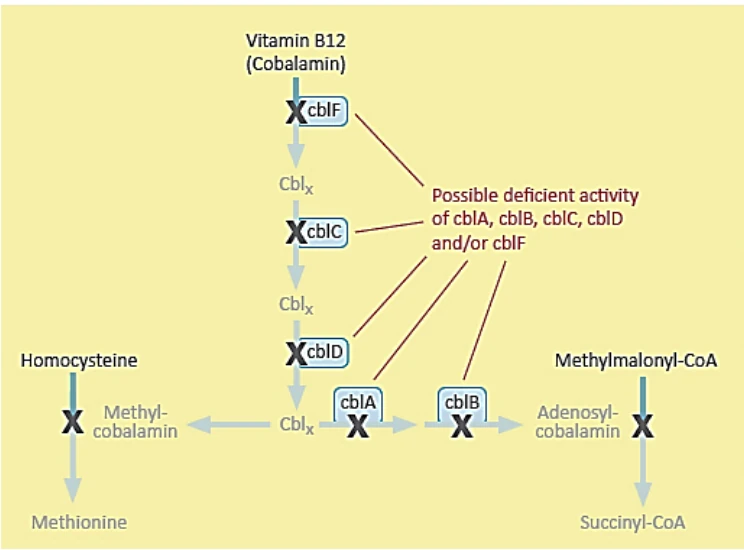 Vitamin B12
(Cobalamin)
X cblF
Cblx
X cblC
Possible deficient activity
of cblA, cblB, cblC, cblD
and/or cblF
Cblx
X cblD
Homocysteine
Methylmalonyl-CoA
cblA
cblB
X
Methyl-
cobalamin
Cblx
X
X
Adenosyl-
cobalamin
X
Methionine
Succinyl-CoA